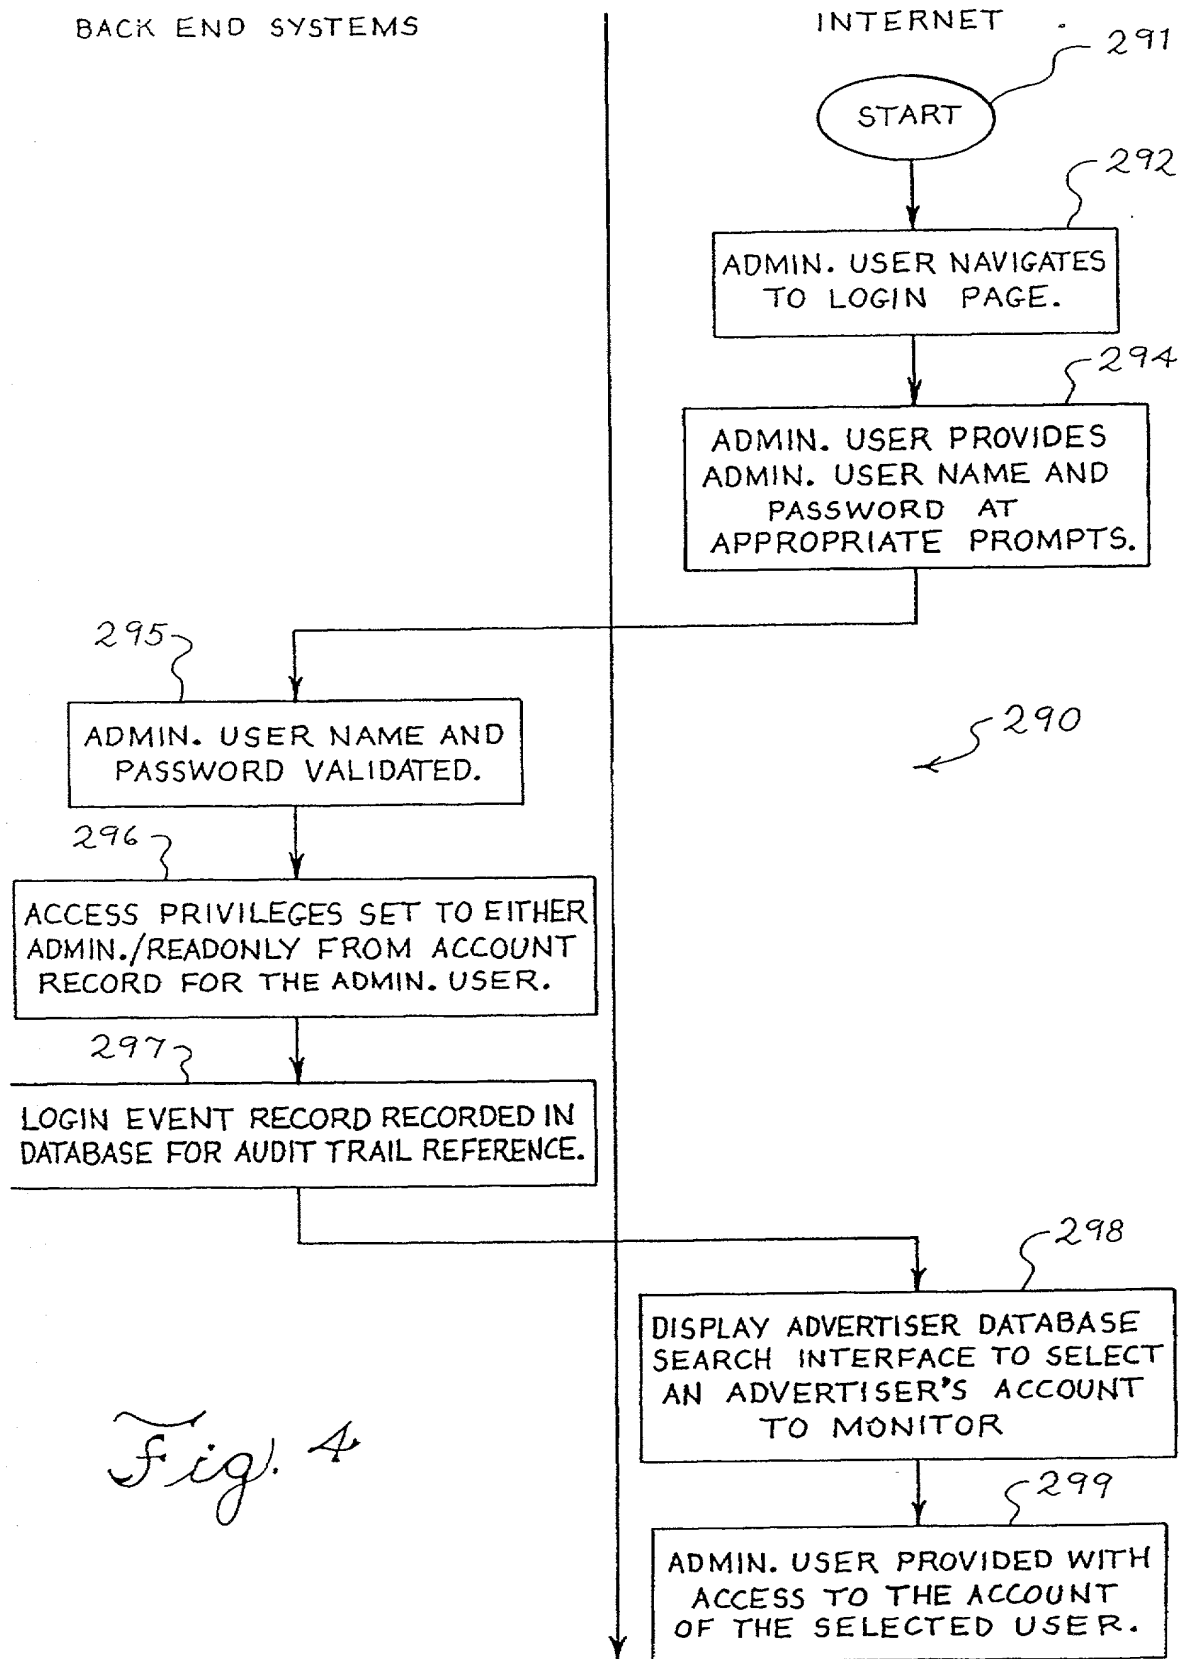 BACK END SYSTEMS
INTERNET
291
START
292
ADMIN. USER NAVIGATES
TO LOGIN PAGE.
294
ADMIN. USER PROVIDES
ADMIN. USER NAME AND
PASSWORD AT
APPROPRIATE PROMPTS.
295
ADMIN. USER NAME AND
PASSWORD VALIDATED.
290
296
ACCESS PRIVILEGES SET TO EITHER
ADMIN./READONLY FROM ACCOUNT
RECORD FOR THE ADMIN. USER.
297
LOGIN EVENT RECORD RECORDED IN
DATABASE FOR AUDIT TRAIL REFERENCE.
298
DISPLAY ADVERTISER DATABASE
SEARCH INTERFACE TO SELECT
AN ADVERTISER'S ACCOUNT
TO MONITOR
299
ADMIN. USER PROVIDED WITH
ACCESS TO THE ACCOUNT
OF THE SELECTED USER.
Fig. 4